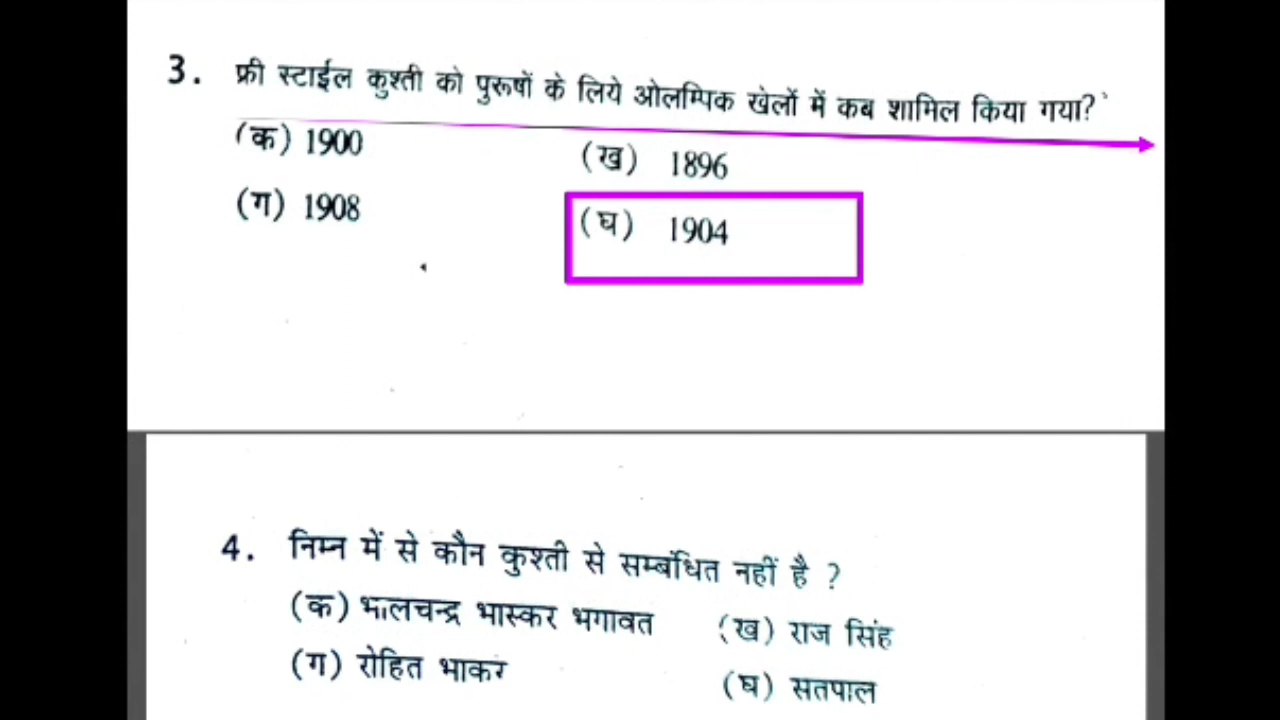 3. फ्री स्टाईल कुश्ती को पुरूषों के लिये ओलम्पिक खेलों में कब शामिल किया गया?
(क) 1900 (ख) 1896
(ग) 1908 (घ) 1904
4. निम्न में से कौन कुश्ती से सम्बंधित नहीं है ?
(क) भालचन्द्र भास्कर भगावत (ख) राज सिंह
(ग) रोहित भाकर (घ) सतपाल